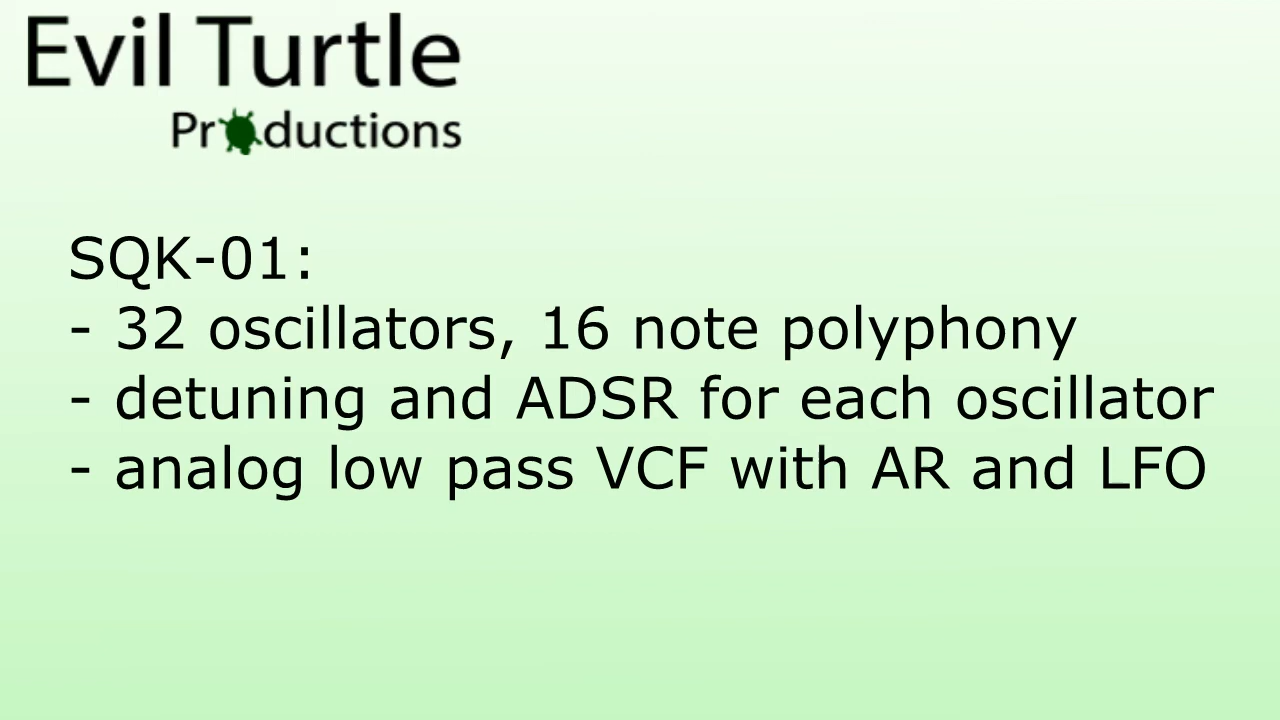 Evil Turtle
Productions
SQK-01:
- 32 oscillators, 16 note polyphony
- detuning and ADSR for each oscillator
- analog low pass VCF with AR and LFO